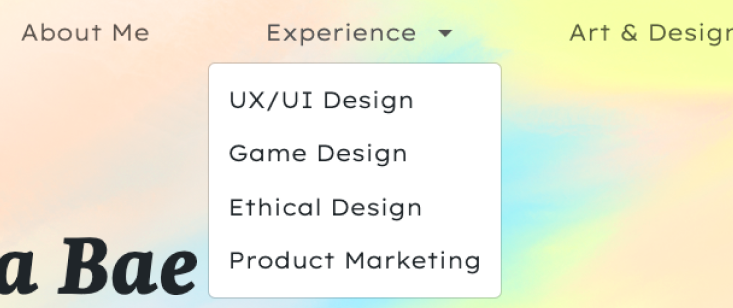 About Me
Experience
Art & Design
UX/UI Design
Game Design
Ethical Design
Product Marketing
a Bae